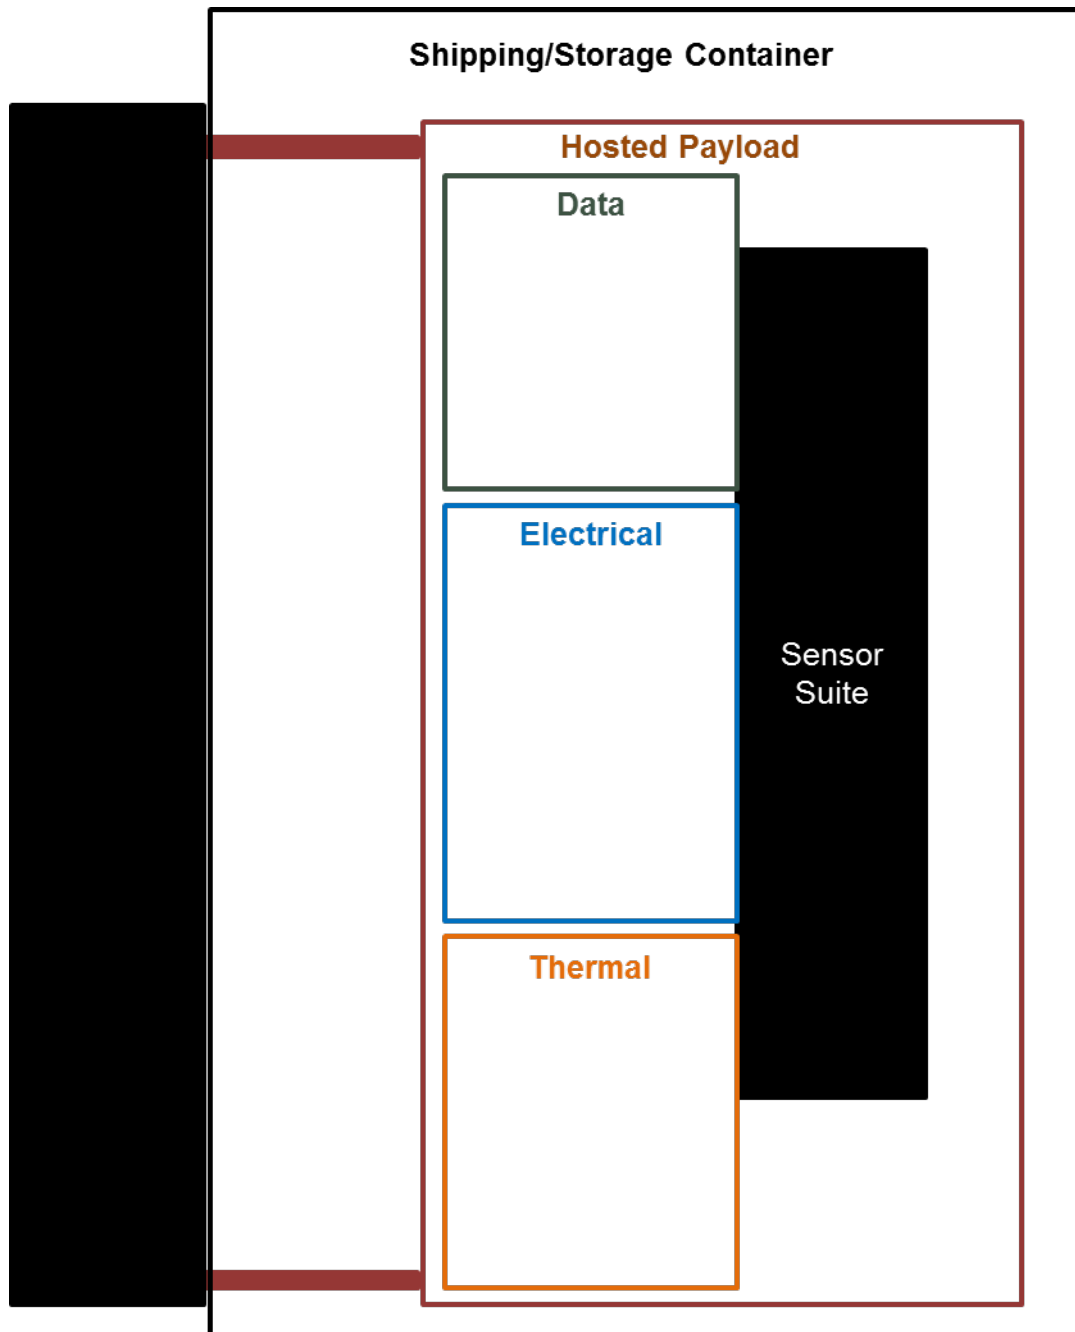 Shipping/Storage Container
Hosted Payload
Data
Electrical
Sensor
Suite
Thermal